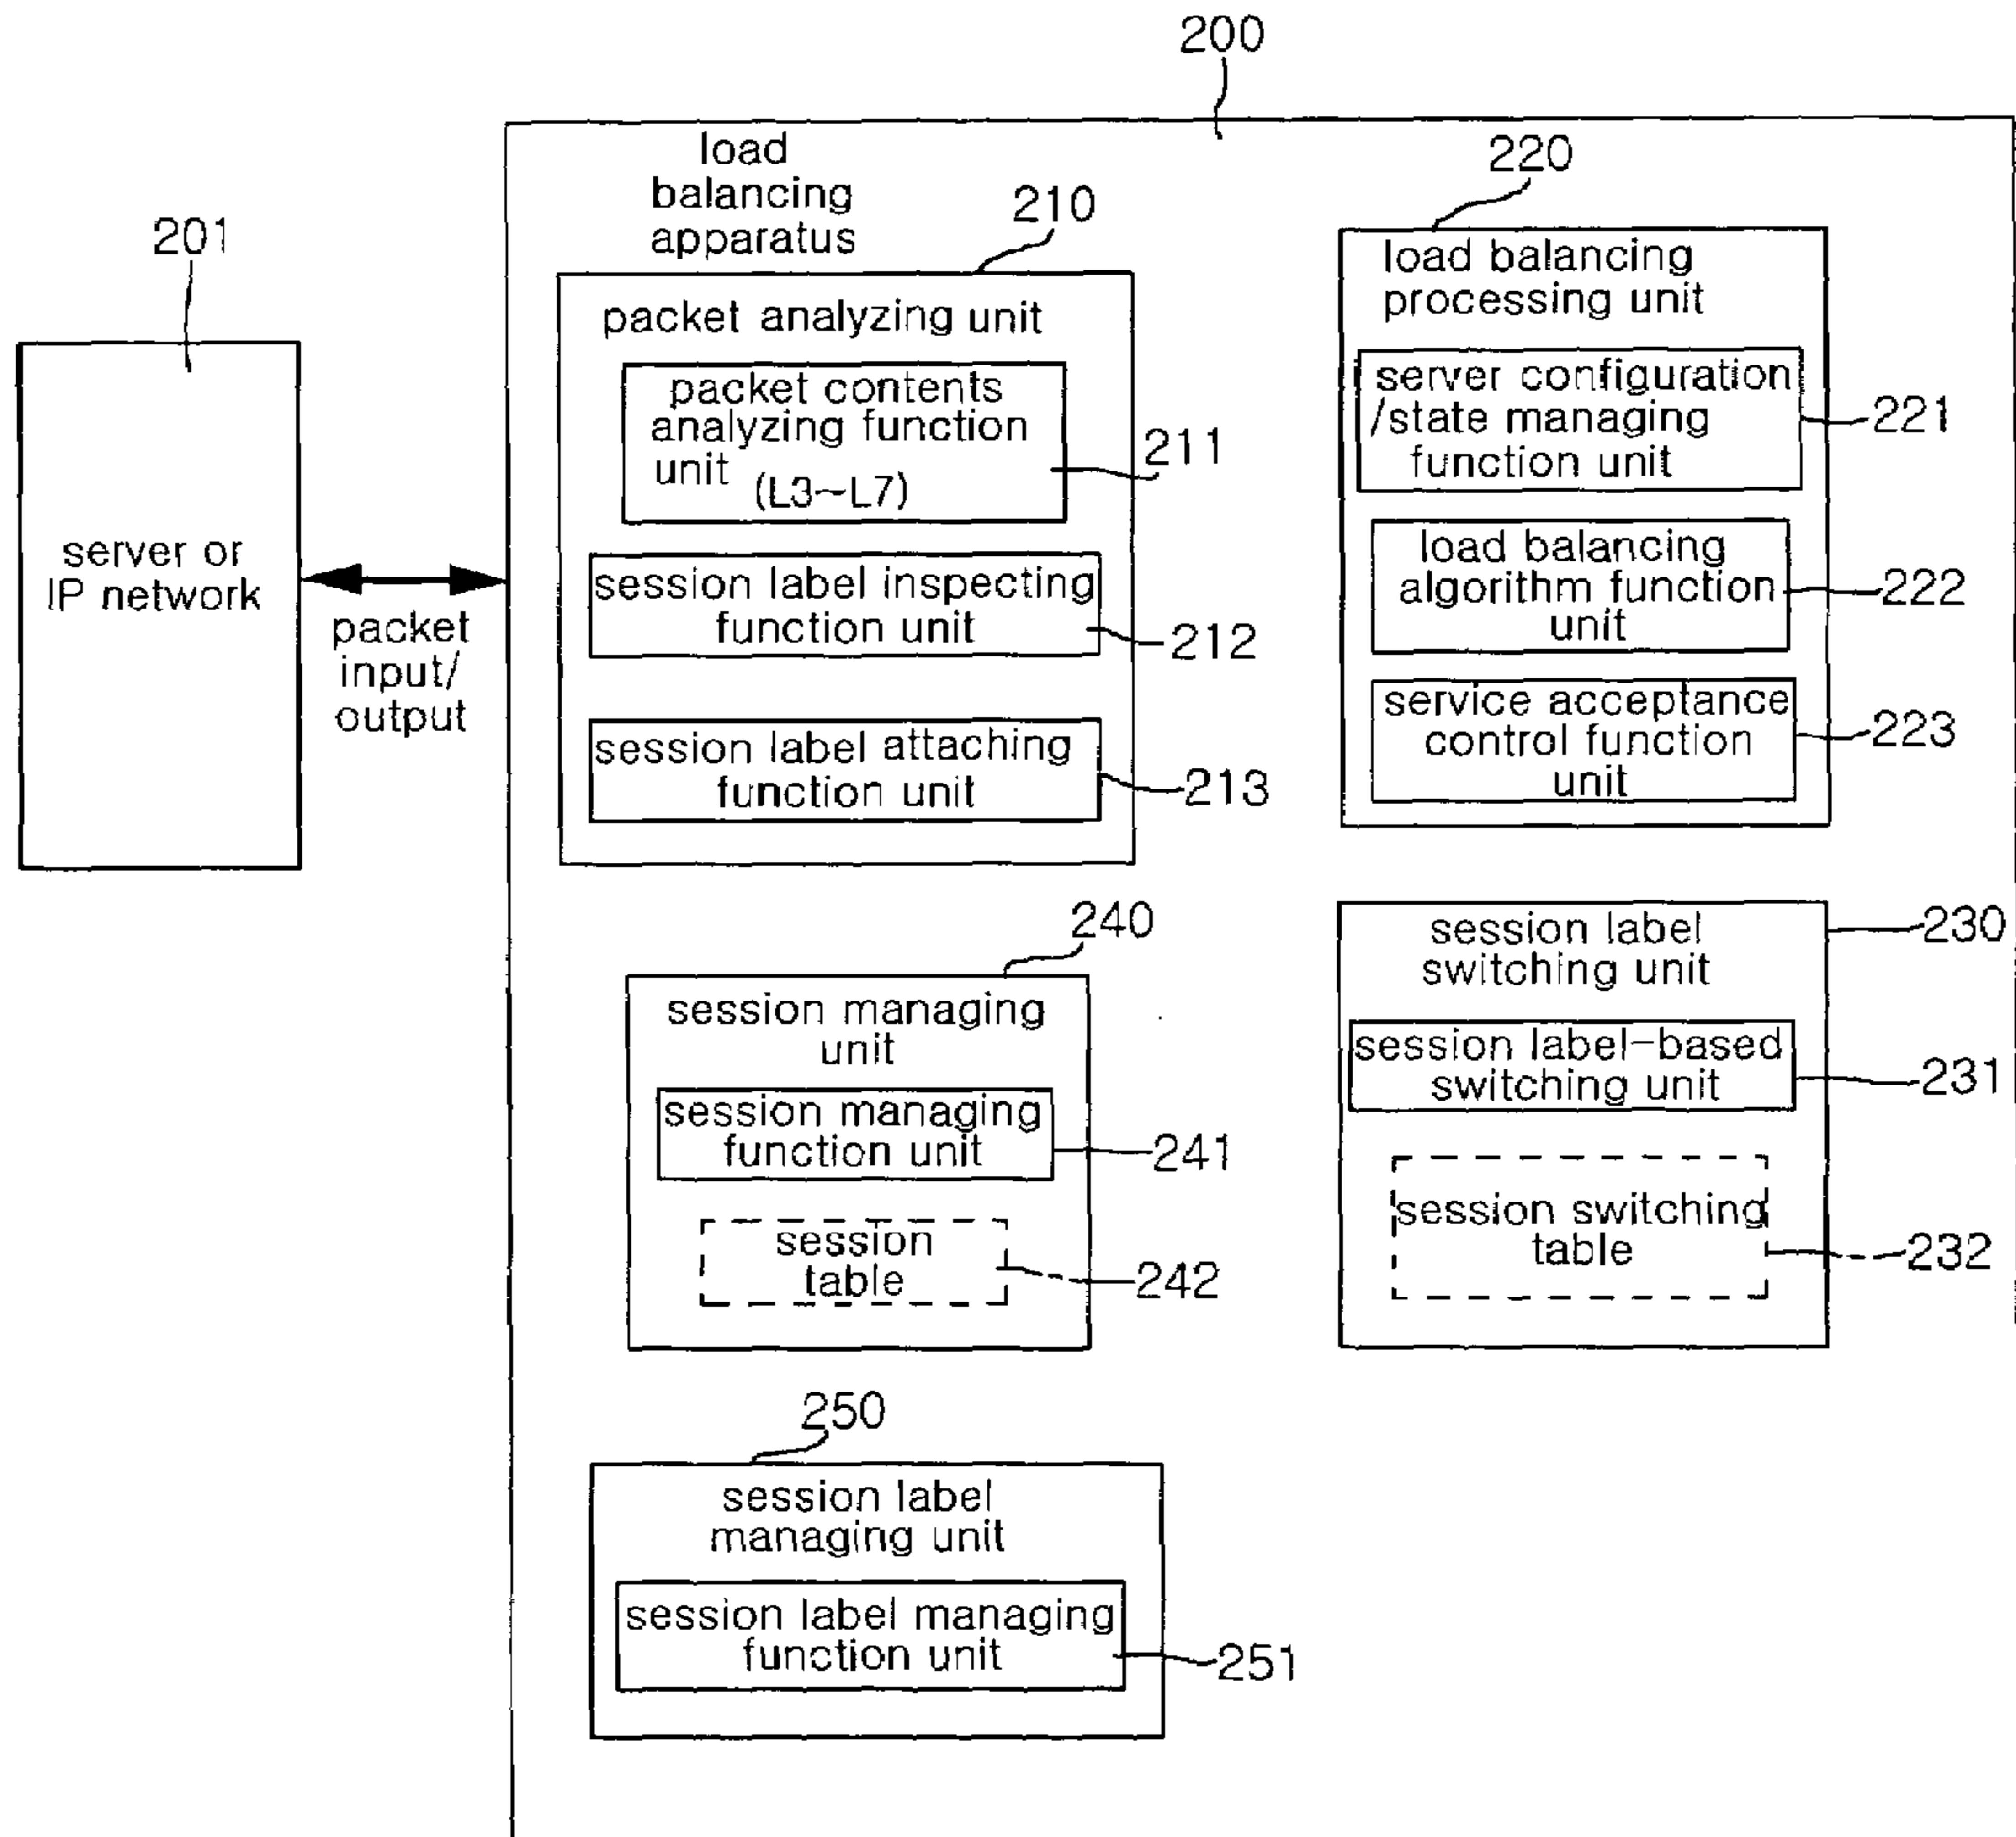 200
load
balancing
apparatus
201
server or
IP network
packet
input/
output
210
packet analyzing unit
packet contents
analyzing function
unit
(L3~L7)
211
session label inspecting
function unit
212
session label attaching
function unit
213
220
load balancing
processing unit
server configuration
/state managing
function unit
221
load balancing
algorithm function
unit
222
service acceptance
control function
unit
223
240
session managing
unit
session managing
function unit
241
session
table
242
230
session label
switching unit
session label-based
switching unit
231
session switching
table
232
250
session label
managing unit
session label managing
function unit
251